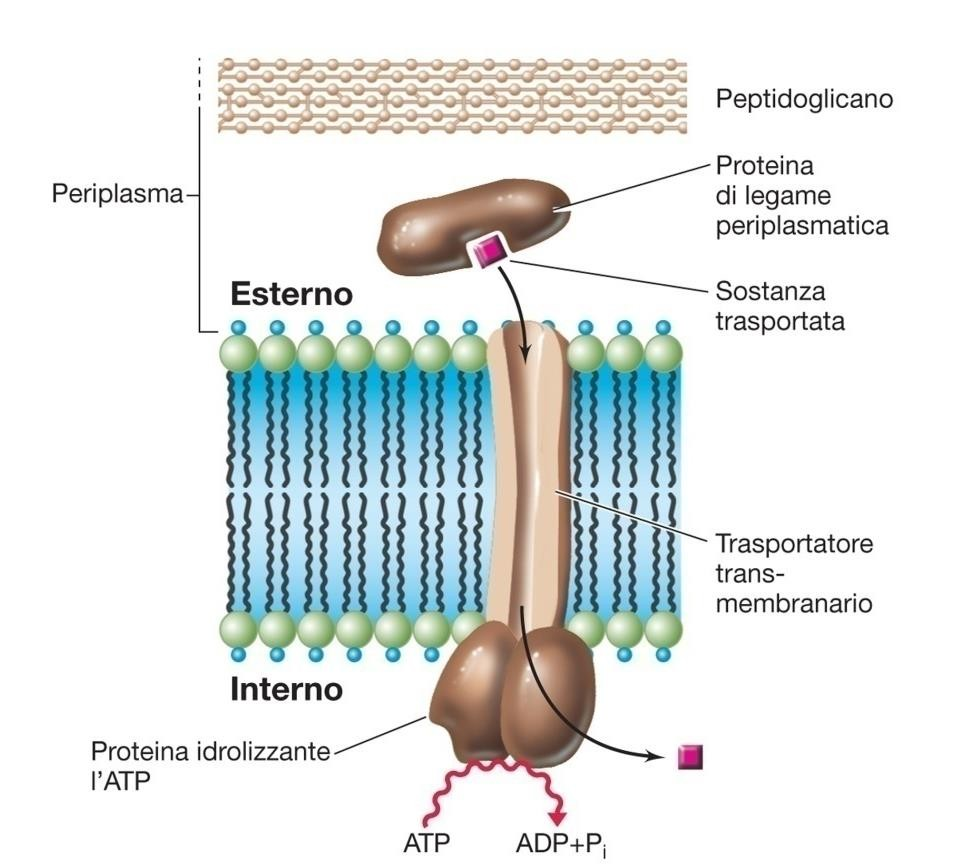 Peptidoglicano
Periplasma
Proteina
di legame
periplasmatica
Esterno
Sostanza
trasportata
Trasportatore
trans-
membranario
Interno
Proteina idrolizzante
l’ATP
ATP
ADP+Pi